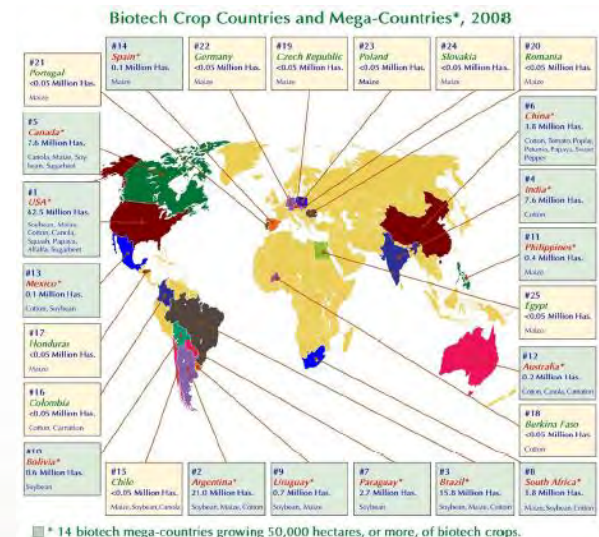 Biotech Crop Countries and Mega-Countries*, 2008
#14
Spain*
0.1 Million Has.
Maize
#22
Germany
<0.05 Million Has.
Maize
#19
Czech Republic
<0.05 Million Has.
Maize
#23
Poland
<0.05 Million Has.
Maize
#24
Slovakia
<0.05 Million Has.
Maize
#20
Romania
<0.05 Million Has.
Maize
#21
Portugal
<0.05 Million Has.
Maize
#5
Canada*
7.6 Million Has.
Canola, Maize, Soy
bean, Sugarbeet
#1
USA*
62.5 Million Has.
Soybean, Maize,
Cotton, Canola,
Squash, Papaya,
Alfalfa, Sugarbeet
#13
Mexico*
0.1 Million Has.
Cotton, Soybean
#17
Honduras
<0.05 Million Has.
Maize
#16
Colombia
<0.05 Million Has.
Cotton, Carnation
#10
Bolivia*
0.6 Million Has.
Soybean
#6
China*
3.8 Million Has.
Cotton, Tomato, Poplar,
Petunia, Papaya, Sweet
Pepper
#4
India*
7.6 Million Has.
Cotton
#11
Philippines*
0.4 Million Has.
Maize
#25
Egypt
<0.05 Million Has.
Maize
#12
Australia*
0.2 Million Has.
Cotton, Canola, Carnation
#18
Berkina Faso
<0.05 Million Has.
Cotton
#15
Chile
<0.05 Million Has.
Maize, Soybean, Canola
#2
Argentina*
21.0 Million Has.
Soybean, Maize, Cotton
#9
Uruguay*
0.7 Million Has.
Soybean, Maize
#7
Paraguay*
2.7 Million Has.
Soybean
#3
Brazil*
15.8 Million Has.
Soybean, Maize, Cotton
#8
South Africa*
1.8 Million Has.
Maize, Soybean, Cotton
* 14 biotech mega-countries growing 50,000 hectares, or more, of biotech crops.